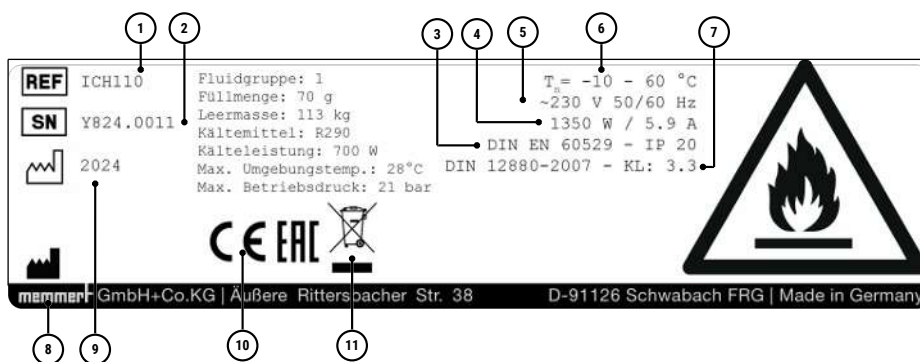 1 2 3 4 5 6 7
REF ICH110
SN Y824.0011
2024
Fluidgruppe: 1
Füllmenge: 70 g
Leermasse: 113 kg
Kältemittel: R290
Kälteleistung: 700 W
Max. Umgebungstemp.: 28°C
Max. Betriebsdruck: 21 bar
Tn= -10 - 60 °C
~230 V 50/60 Hz
1350 W / 5.9 A
DIN EN 60529 - IP 20
DIN 12880-2007 - KL: 3.3
CE EAC
memmert GmbH+Co.KG | Äußere Rittersbacher Str. 38 D-91126 Schwabach FRG | Made in Germany
8 9 10 11